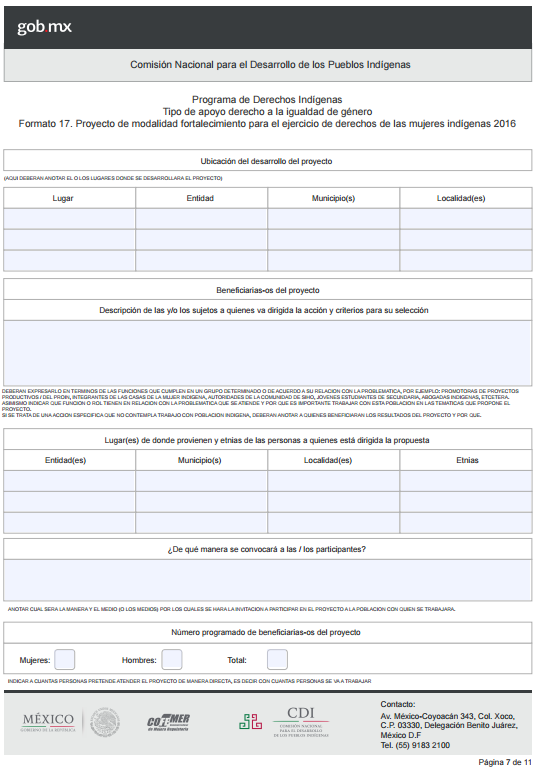 gob.mx
Comisión Nacional para el Desarrollo de los Pueblos Indígenas
Programa de Derechos Indígenas
Tipo de apoyo derecho a la igualdad de género
Formato 17. Proyecto de modalidad fortalecimiento para el ejercicio de derechos de las mujeres indígenas 2016
Ubicación del desarrollo del proyecto
(AQUI DEBERAN ANOTAR EL O LOS LUGARES DONDE SE DESARROLLARA EL PROYECTO)
Lugar Entidad Municipio(s) Localidad(es)
Beneficiarias-os del proyecto
Descripción de las y/o los sujetos a quienes va dirigida la acción y criterios para su selección
DEBERAN EXPRESARLO EN TERMINOS DE LAS FUNCIONES QUE CUMPLEN EN UN GRUPO DETERMINADO O DE ACUERDO A SU RELACION CON LA PROBLEMATICA, POR EJEMPLO: PROMOTORAS DE PROYECTOS
PRODUCTIVOS / DEL PROIN, INTEGRANTES DE LAS CASAS DE LA MUJER INDIGENA, AUTORIDADES DE LA COMUNIDAD DE SINO, JOVENES ESTUDIANTES DE SECUNDARIA, ABOGADAS INDIGENAS, ETCETERA.
ASIMISMO INDICAR QUE FUNCION O ROL TIENEN EN RELACION CON LA PROBLEMATICA QUE SE ATIENDE Y POR QUE ES IMPORTANTE TRABAJAR CON ESTA POBLACION EN LAS TEMATICAS QUE PROPONE EL
PROYECTO.
SI SE TRATA DE UNA ACCION ESPECIFICA QUE NO CONTEMPLA TRABAJO CON POBLACION INDIGENA, DEBERAN ANOTAR A QUIENES BENEFICIARAN LOS RESULTADOS DEL PROYECTO Y POR QUE.
Lugar(es) de donde provienen y etnias de las personas a quienes está dirigida la propuesta
Entidad(es) Municipio(s) Localidad(es) Etnias
¿De qué manera se convocará a las / los participantes?
ANOTAR CUAL SERA LA MANERA Y EL MEDIO (O LOS MEDIOS) POR LOS CUALES SE HARA LA INVITACION A PARTICIPAR EN EL PROYECTO A LA POBLACION CON QUIEN SE TRABAJARA.
Número programado de beneficiarias-os del proyecto
Mujeres: Hombres: Total:
INDICAR A CUANTAS PERSONAS PRETENDE ATENDER EL PROYECTO DE MANERA DIRECTA, ES DECIR CON CUANTAS PERSONAS SE VA A TRABAJAR
MÉXICO
GOBIERNO DE LA REPÚBLICA
COFEMER
de Mejora Regulatoria
CDI
COMISIÓN NACIONAL
PARA EL DESARROLLO
DE LOS PUEBLOS INDÍGENAS
Contacto:
Av. México-Coyoacán 343, Col. Xoco,
C.P. 03330, Delegación Benito Juárez,
México D.F
Tel. (55) 9183 2100
Página 7 de 11